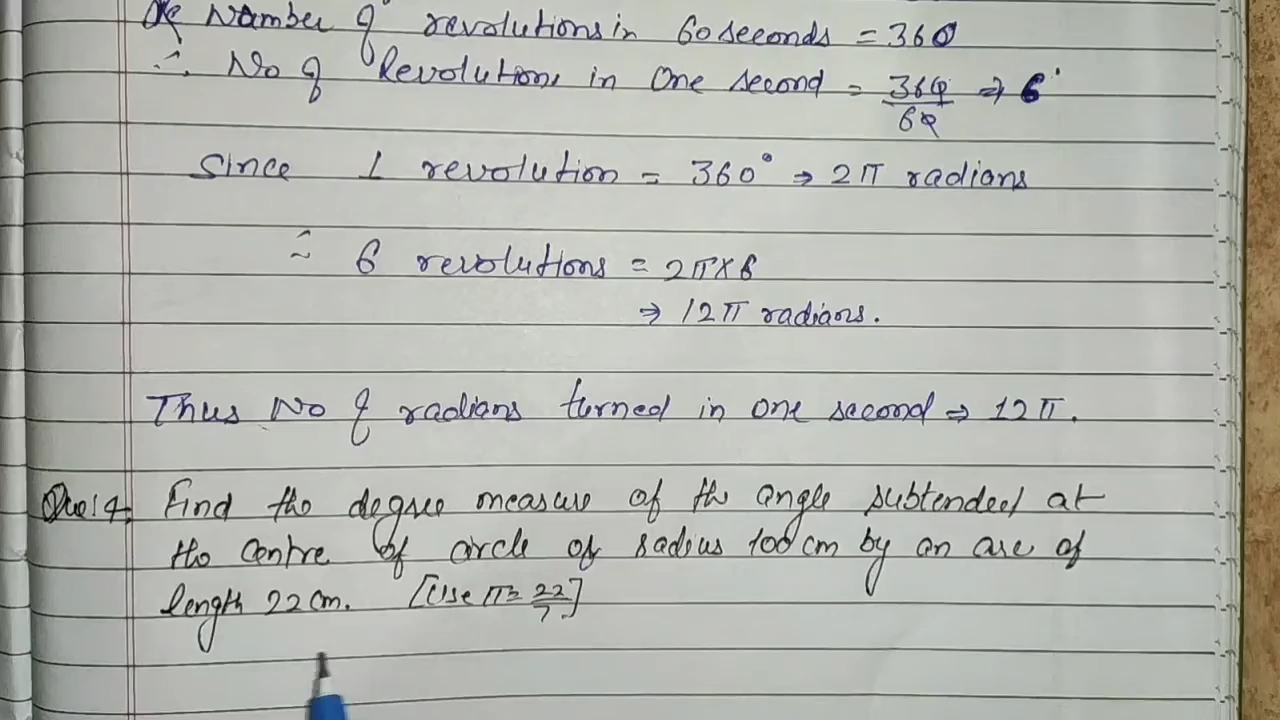 Number of revolutions in 60 seconds = 360
∴ No of Revolutions in One second = 360/60 ⇒ 6
Since 1 revolution = 360° ⇒ 2π radians
∴ 6 revolutions = 2π×6
⇒ 12π radians.
Thus No of radians turned in one second ⇒ 12π.
Que:4. Find the degree measure of the angle subtended at
the centre of circle of radius 100 cm by an arc of
length 22 cm. [Use π = 22/7.]